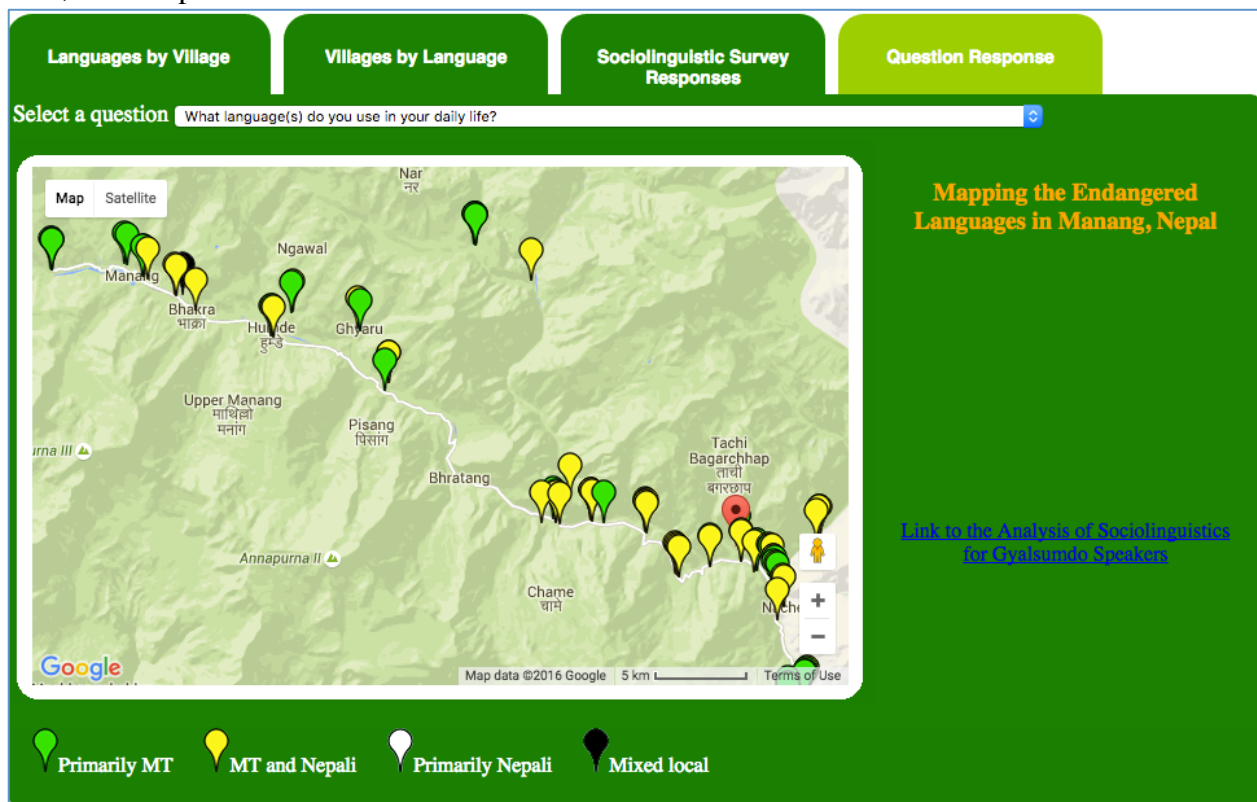 Languages by Village
Villages by Language
Sociolinguistic Survey
Responses
Question Response
Select a question
What language(s) do you use in your daily life?
Map
Satellite
Nar
नर
Ngawal
Manang
Bhakra
भाक्रा
Humde
हुम्डे
Ghyaru
Upper Manang
माथिल्लो
मनांग
Pisang
पिसांग
Bhratang
Tachi
Bagarchhap
ताची
बगरछाप
Annapurna II
Chame
चामे
Google
Map data ©2016 Google
5 km
Terms of Use
Mapping the Endangered
Languages in Manang, Nepal
Link to the Analysis of Sociolinguistics
for Gyalsumdo Speakers
Primarily MT
MT and Nepali
Primarily Nepali
Mixed local